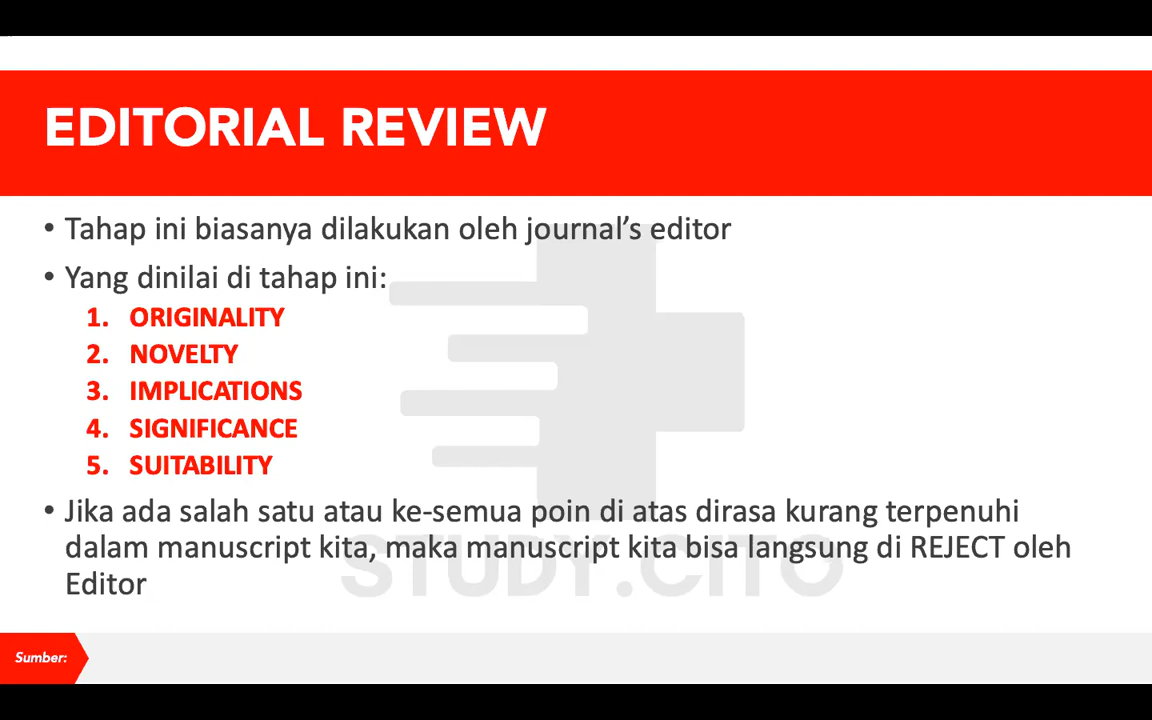 EDITORIAL REVIEW
• Tahap ini biasanya dilakukan oleh journal’s editor
• Yang dinilai di tahap ini:
1. ORIGINALITY
2. NOVELTY
3. IMPLICATIONS
4. SIGNIFICANCE
5. SUITABILITY
• Jika ada salah satu atau ke-semua poin di atas dirasa kurang terpenuhi
dalam manuscript kita, maka manuscript kita bisa langsung di REJECT oleh
Editor
STUDY.CITO
Sumber: